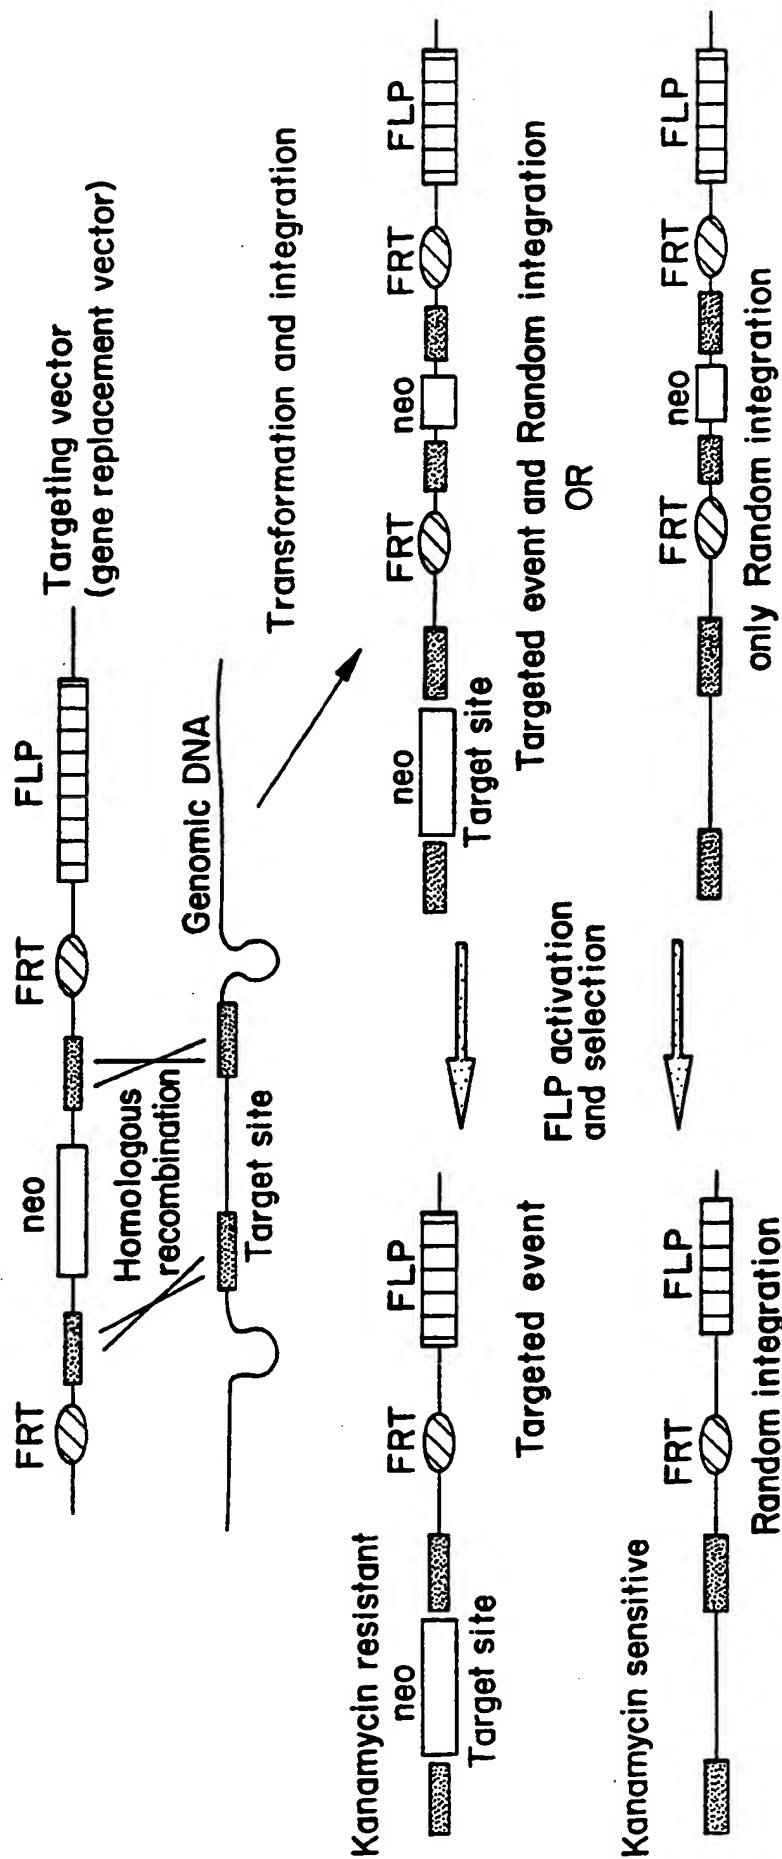 FRT
neo
FRT
FLP
Targeting vector
(gene replacement vector)
Homologous
recombination
Target site
Genomic DNA
Transformation and integration
Kanamycin resistant
neo
Target site
FRT
FLP
Targeted event
neo
Target site
FRT
neo
FRT
FLP
Targeted event and Random integration
OR
FLP activation
and selection
Kanamycin sensitive
FRT
FLP
Random integration
FRT
neo
FRT
FLP
only Random integration